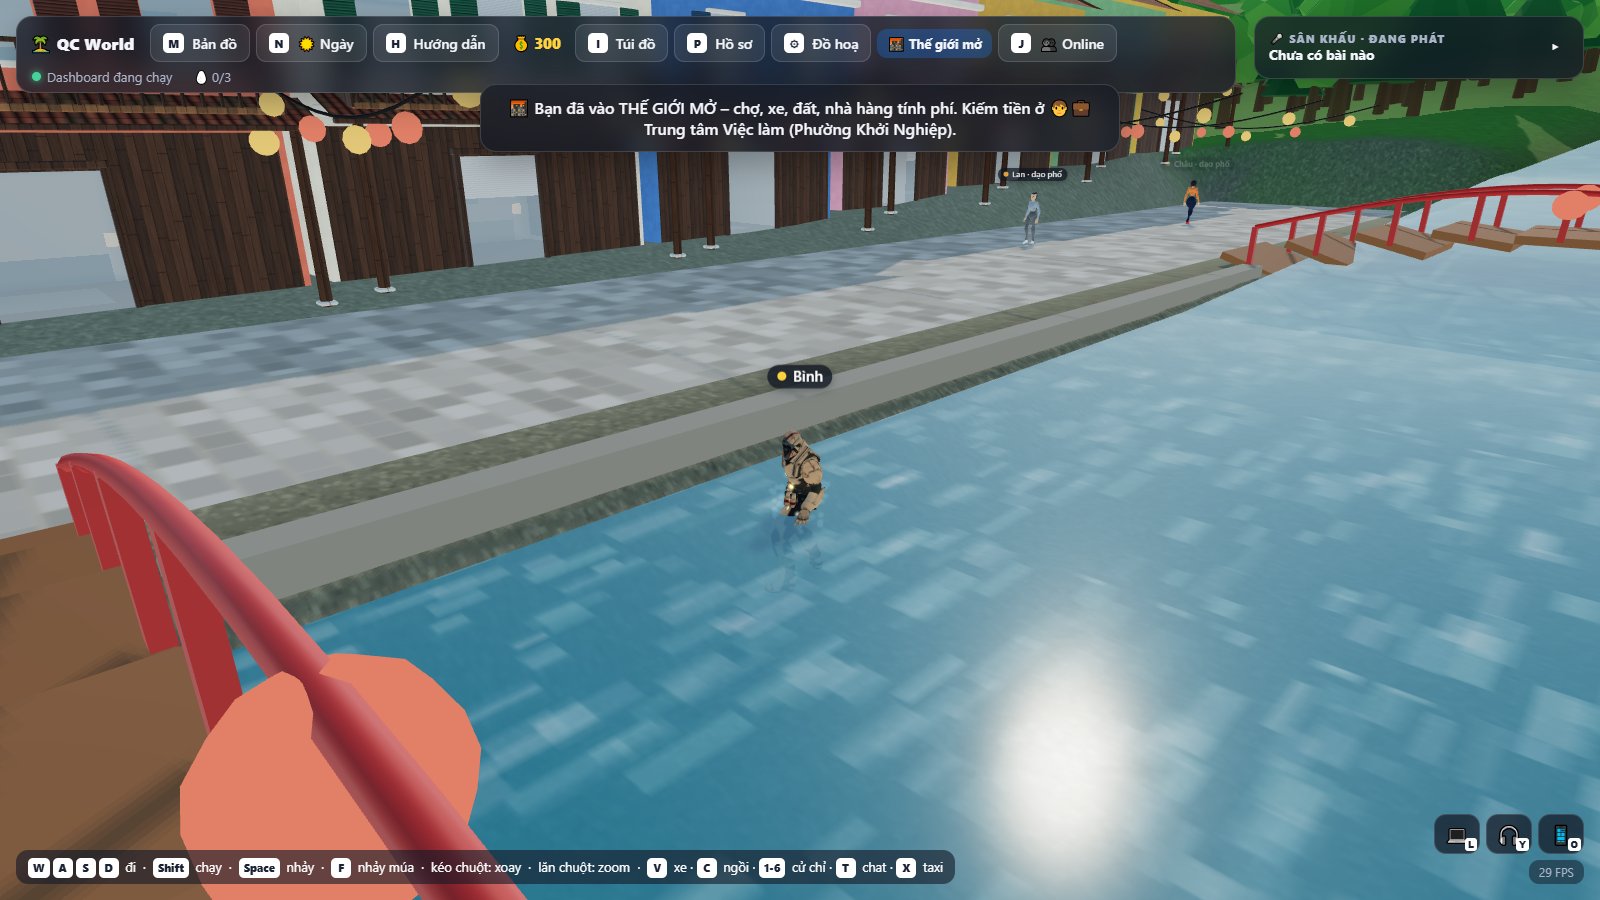 QC World
M Bản đồ
N Ngày
H Hướng dẫn
300
I Túi đồ
P Hồ sơ
Đồ hoạ
Thế giới mở
J Online
Dashboard đang chạy
0/3
SÂN KHẤU · ĐANG PHÁT
Chưa có bài nào
Bạn đã vào THẾ GIỚI MỞ – chợ, xe, đất, nhà hàng tính phí. Kiếm tiền ở
Trung tâm Việc làm (Phường Khởi Nghiệp).
Lan · dạo phố
Châu · dạo phố
Bình
W A S D đi · Shift chạy · Space nhảy · F nhảy múa · kéo chuột: xoay · lăn chuột: zoom · V xe · C ngồi · 1-6 cử chỉ · T chat · X taxi
L
Y
O
29 FPS